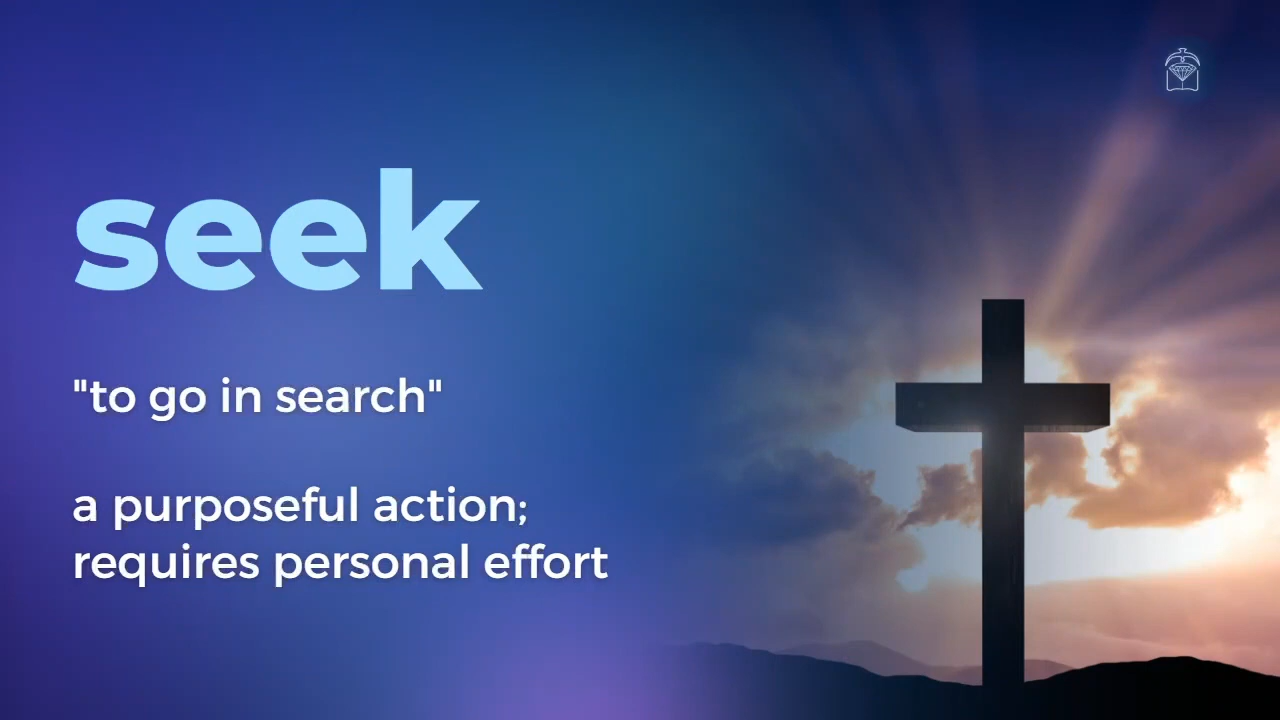 seek
"to go in search"
a purposeful action;
requires personal effort